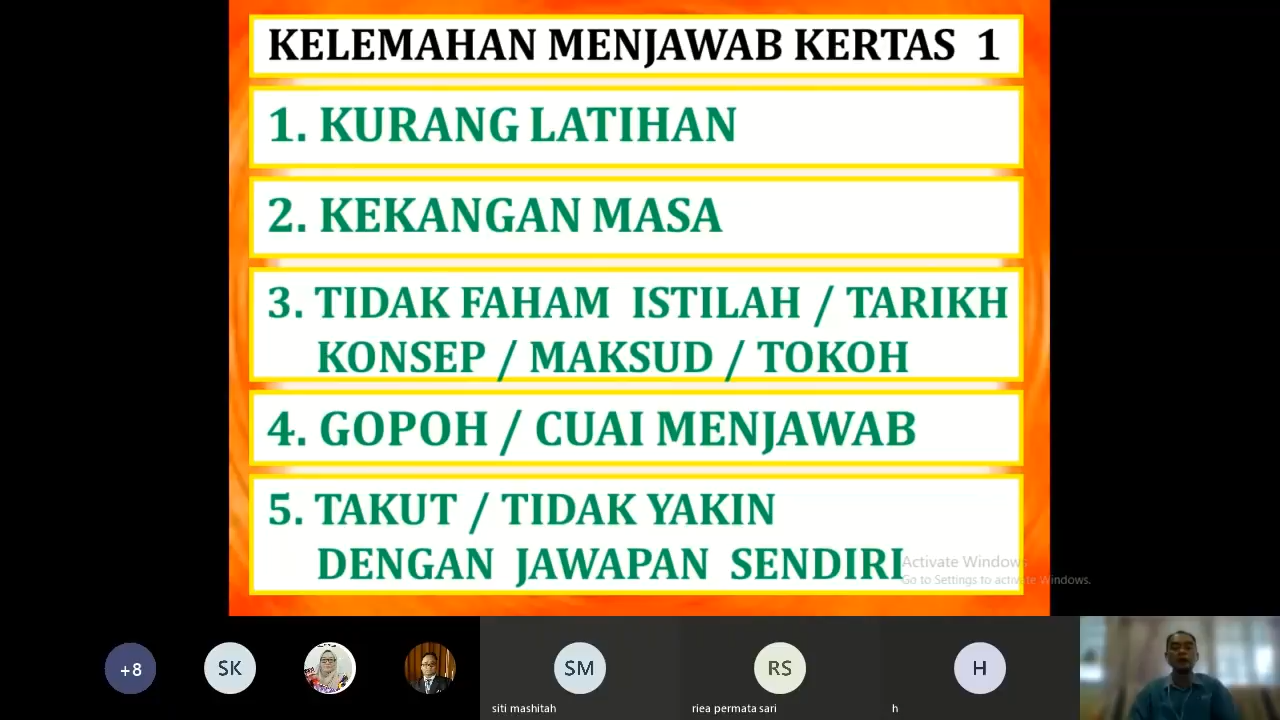 KELEMAHAN MENJAWAB KERTAS 1
1. KURANG LATIHAN
2. KEKANGAN MASA
3. TIDAK FAHAM ISTILAH / TARIKH
KONSEP / MAKSUD / TOKOH
4. GOPOH / CUAI MENJAWAB
5. TAKUT / TIDAK YAKIN
DENGAN JAWAPAN SENDIRI
Activate Windows
Go to Settings to activate Windows.
+8
SK
SM
RS
H
siti mashitah
riea permata sari
h